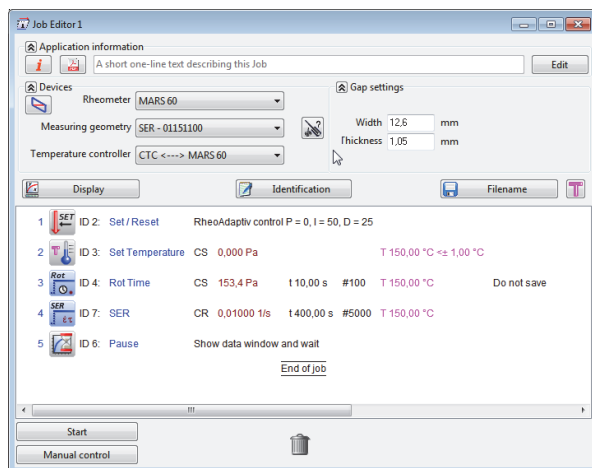 Job Editor 1
Application information
A short one-line text describing this Job
Edit
Devices
Rheometer MARS 60
Measuring geometry SER - 01151100
Temperature controller CTC <---> MARS 60
Gap settings
Width 12,6 mm
Thickness 1,05 mm
Display Identification Filename T
1 SET ID 2: Set / Reset RheoAdaptiv control P = 0, I = 50, D = 25
2 T ID 3: Set Temperature CS 0,000 Pa T 150,00 °C <± 1,00 °C
3 Rot ID 4: Rot Time CS 153,4 Pa t 10,00 s #100 T 150,00 °C Do not save
4 SER ID 7: SER CR 0,01000 1/s t 400,00 s #5000 T 150,00 °C
5 ID 6: Pause Show data window and wait
End of job
Start
Manual control